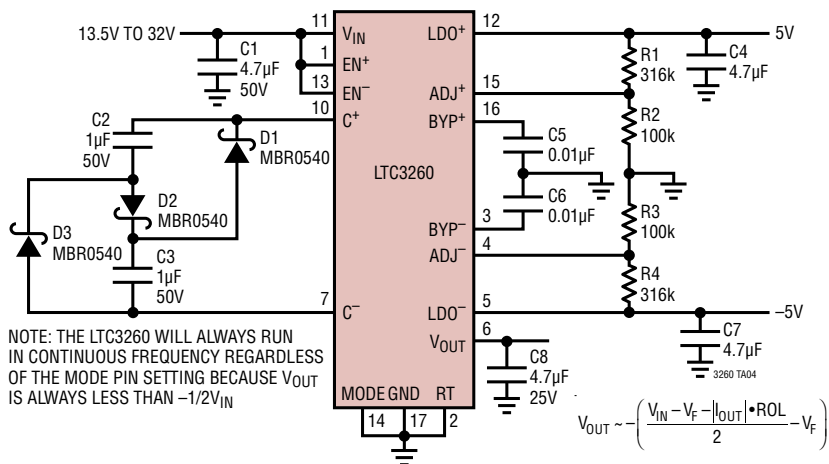 13.5V TO 32V
C1
4.7µF
50V
11
VIN
1
EN+
13
EN–
10
C+
C2
1µF
50V
D1
MBR0540
D2
MBR0540
D3
MBR0540
C3
1µF
50V
7
C–
LTC3260
12
LDO+
5V
R1
316k
C4
4.7µF
15
ADJ+
16
BYP+
R2
100k
C5
0.01µF
C6
0.01µF
3
BYP–
R3
100k
4
ADJ–
R4
316k
5
LDO–
–5V
6
VOUT
C7
4.7µF
C8
4.7µF
25V
3260 TA04
MODE GND RT
14 17 2
NOTE: THE LTC3260 WILL ALWAYS RUN
IN CONTINUOUS FREQUENCY REGARDLESS
OF THE MODE PIN SETTING BECAUSE VOUT
IS ALWAYS LESS THAN –1/2VIN
VOUT ~ –((VIN – VF – |IOUT| • ROL)/2 – VF)